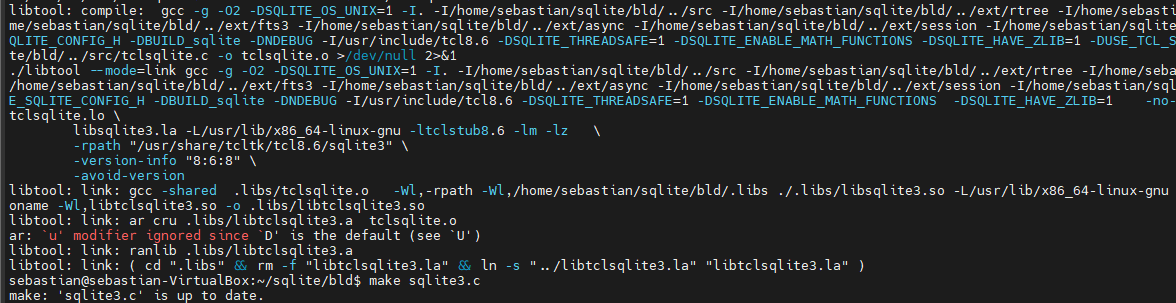 libtool: compile:  gcc -g -O2 -DSQLITE_OS_UNIX=1 -I. -I/home/sebastian/sqlite/bld/../src -I/home/sebastian/sqlite/bld/../ext/rtree -I/home/sebastian/sq
me/sebastian/sqlite/bld/../ext/fts3 -I/home/sebastian/sqlite/bld/../ext/async -I/home/sebastian/sqlite/bld/../ext/session -I/home/sebastian/sqlite/bld/
QLITE_CONFIG_H -DBUILD_sqlite -DNDEBUG -I/usr/include/tcl8.6 -DSQLITE_THREADSAFE=1 -DSQLITE_ENABLE_MATH_FUNCTIONS -DSQLITE_HAVE_ZLIB=1 -DUSE_TCL_S
te/bld/../src/tclsqlite.c -o tclsqlite.o >/dev/null 2>&1
./libtool --mode=link gcc -g -O2 -DSQLITE_OS_UNIX=1 -I. -I/home/sebastian/sqlite/bld/../src -I/home/sebastian/sqlite/bld/../ext/rtree -I/home/sebastian
/home/sebastian/sqlite/bld/../ext/fts3 -I/home/sebastian/sqlite/bld/../ext/async -I/home/sebastian/sqlite/bld/../ext/session -I/home/sebastian/sqlite/b
E_SQLITE_CONFIG_H -DBUILD_sqlite -DNDEBUG -I/usr/include/tcl8.6 -DSQLITE_THREADSAFE=1 -DSQLITE_ENABLE_MATH_FUNCTIONS  -DSQLITE_HAVE_ZLIB=1    -no-
tclsqlite.lo \
        libsqlite3.la -L/usr/lib/x86_64-linux-gnu -ltclstub8.6 -lm -lz   \
        -rpath "/usr/share/tcltk/tcl8.6/sqlite3" \
        -version-info "8:6:8" \
        -avoid-version
libtool: link: gcc -shared  .libs/tclsqlite.o   -Wl,-rpath -Wl,/home/sebastian/sqlite/bld/.libs ./.libs/libsqlite3.so -L/usr/lib/x86_64-linux-gnu
oname -Wl,libtclsqlite3.so -o .libs/libtclsqlite3.so
libtool: link: ar cru .libs/libtclsqlite3.a  tclsqlite.o
ar: `u' modifier ignored since `D' is the default (see `U')
libtool: link: ranlib .libs/libtclsqlite3.a
libtool: link: ( cd ".libs" && rm -f "libtclsqlite3.la" && ln -s "../libtclsqlite3.la" "libtclsqlite3.la" )
sebastian@sebastian-VirtualBox:~/sqlite/bld$ make sqlite3.c
make: 'sqlite3.c' is up to date.